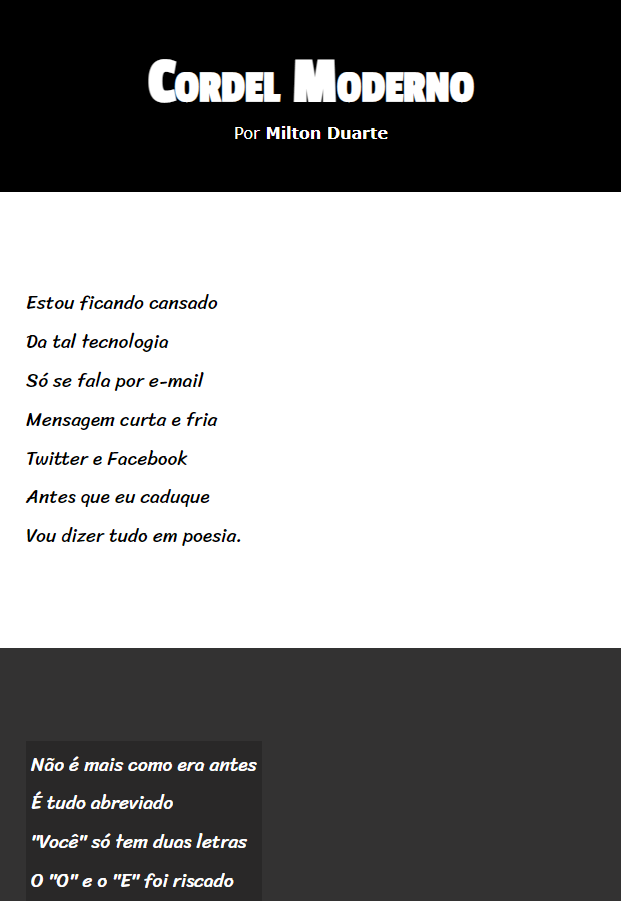 Cordel Moderno
Por Milton Duarte
Estou ficando cansado
Da tal tecnologia
Só se fala por e-mail
Mensagem curta e fria
Twitter e Facebook
Antes que eu caduque
Vou dizer tudo em poesia.
Não é mais como era antes
É tudo abreviado
"Você" só tem duas letras
O "O" e o "E" foi riscado